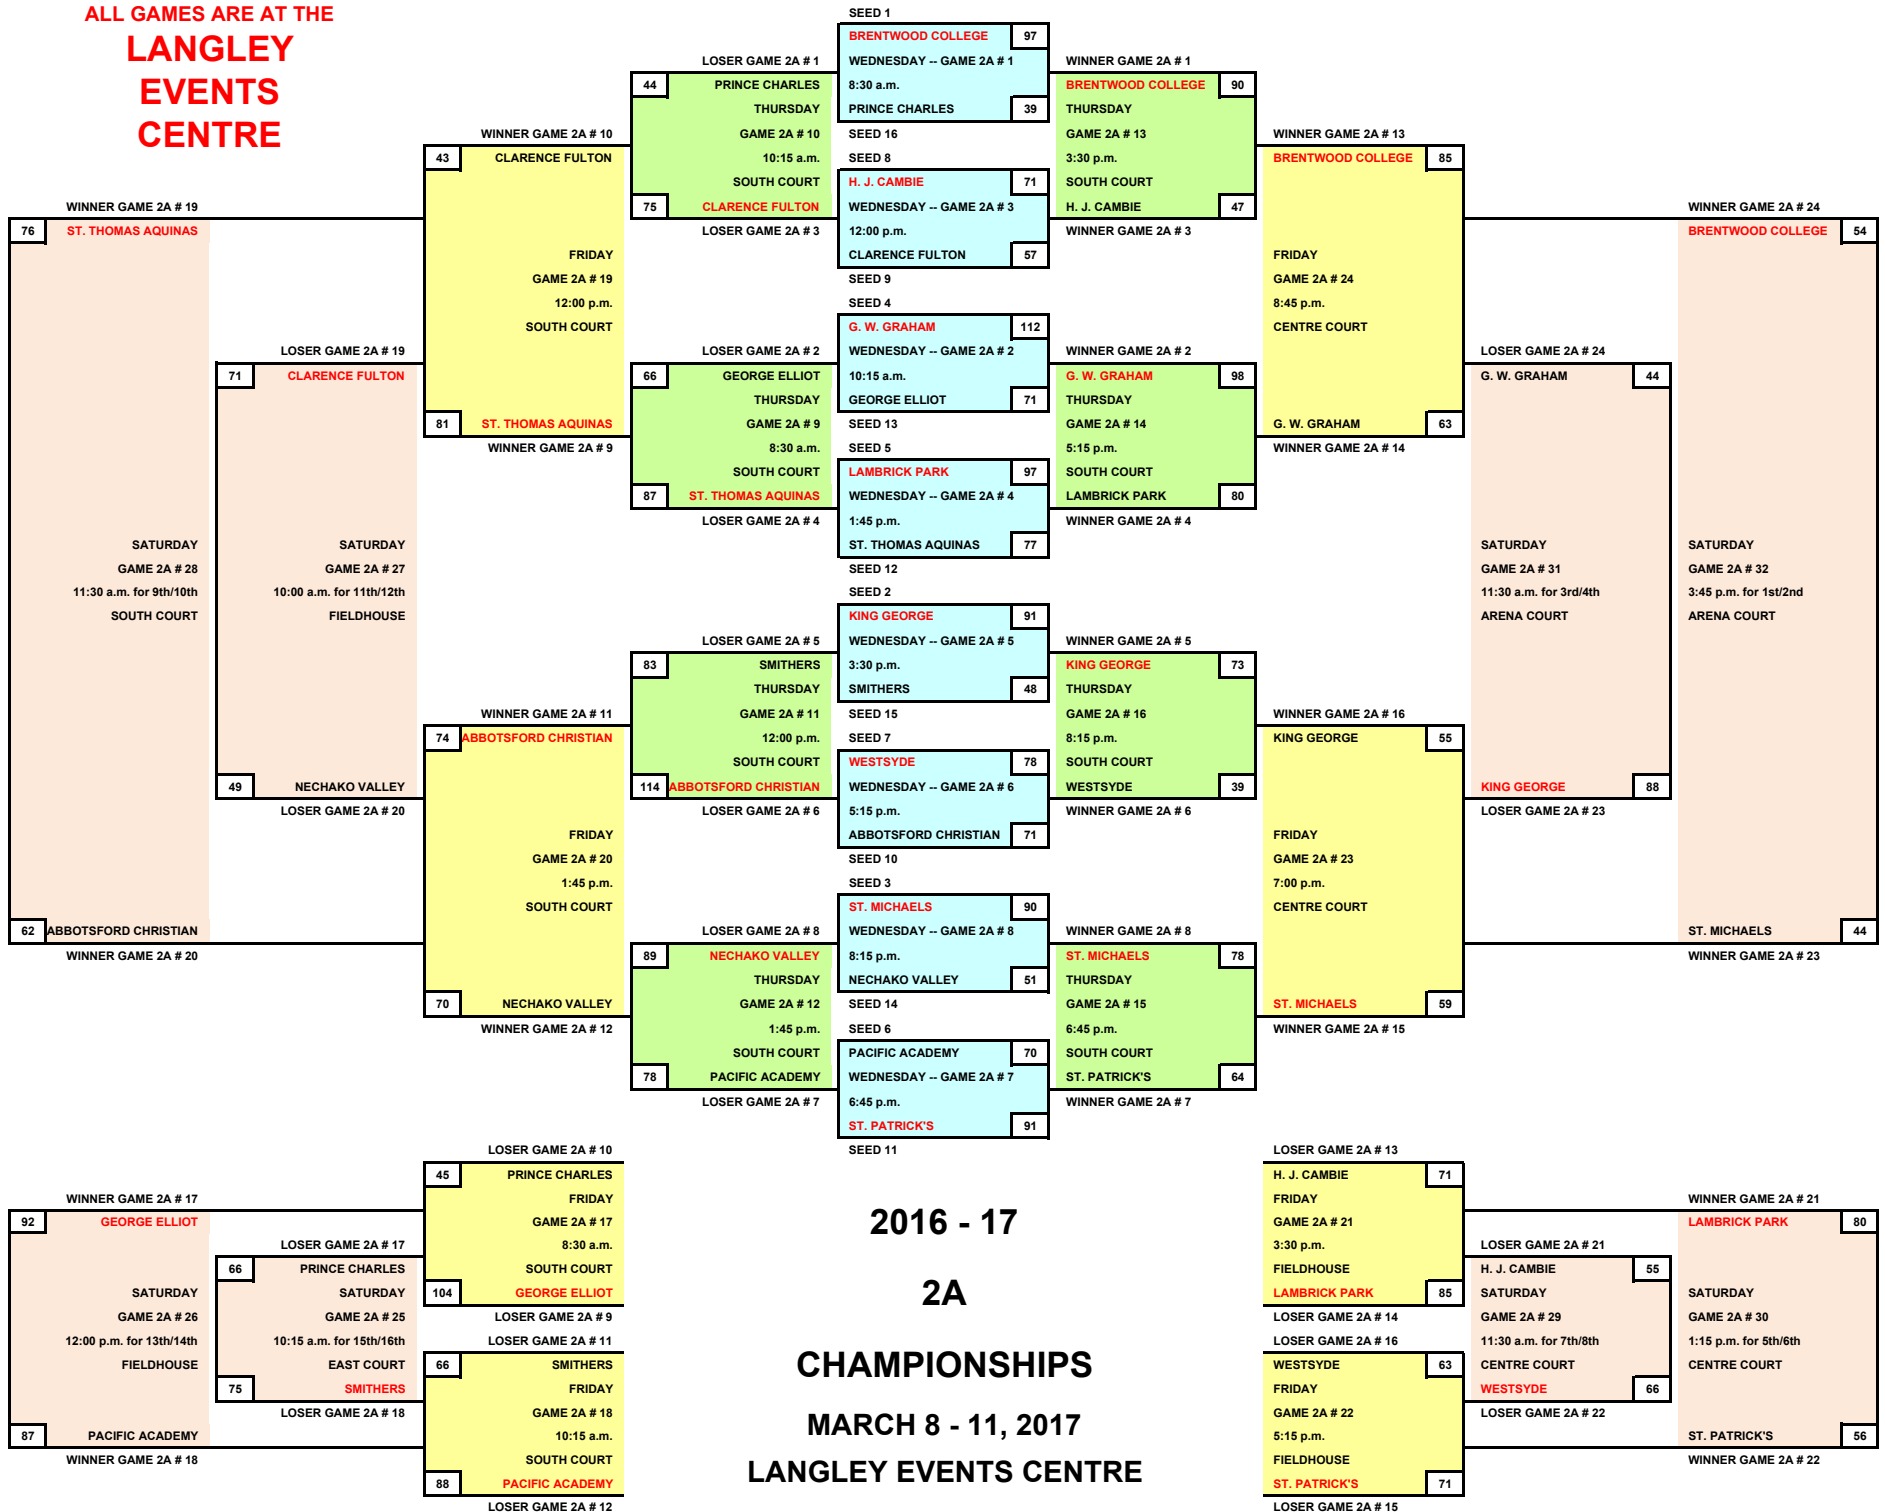 ALL GAMES ARE AT THE
LANGLEY
EVENTS
CENTRE
SEED 1
BRENTWOOD COLLEGE 97
WEDNESDAY -- GAME 2A # 1
8:30 a.m.
PRINCE CHARLES 39
SEED 16
SEED 8
H. J. CAMBIE 71
WEDNESDAY -- GAME 2A # 3
12:00 p.m.
CLARENCE FULTON 57
SEED 9
SEED 4
G. W. GRAHAM 112
WEDNESDAY -- GAME 2A # 2
10:15 a.m.
GEORGE ELLIOT 71
SEED 13
SEED 5
LAMBRICK PARK 97
WEDNESDAY -- GAME 2A # 4
1:45 p.m.
ST. THOMAS AQUINAS 77
SEED 12
SEED 2
KING GEORGE 91
WEDNESDAY -- GAME 2A # 5
3:30 p.m.
SMITHERS 48
SEED 15
SEED 7
WESTSYDE 78
WEDNESDAY -- GAME 2A # 6
5:15 p.m.
ABBOTSFORD CHRISTIAN 71
SEED 10
SEED 3
ST. MICHAELS 90
WEDNESDAY -- GAME 2A # 8
8:15 p.m.
NECHAKO VALLEY 51
SEED 14
SEED 6
PACIFIC ACADEMY 70
WEDNESDAY -- GAME 2A # 7
6:45 p.m.
ST. PATRICK'S 91
SEED 11
LOSER GAME 2A # 1
44 PRINCE CHARLES
THURSDAY
GAME 2A # 10
10:15 a.m.
SOUTH COURT
75 CLARENCE FULTON
LOSER GAME 2A # 3
LOSER GAME 2A # 2
66 GEORGE ELLIOT
THURSDAY
GAME 2A # 9
8:30 a.m.
SOUTH COURT
87 ST. THOMAS AQUINAS
LOSER GAME 2A # 4
LOSER GAME 2A # 5
83 SMITHERS
THURSDAY
GAME 2A # 11
12:00 p.m.
SOUTH COURT
114 ABBOTSFORD CHRISTIAN
LOSER GAME 2A # 6
LOSER GAME 2A # 8
89 NECHAKO VALLEY
THURSDAY
GAME 2A # 12
1:45 p.m.
SOUTH COURT
78 PACIFIC ACADEMY
LOSER GAME 2A # 7
WINNER GAME 2A # 10
43 CLARENCE FULTON
FRIDAY
GAME 2A # 19
12:00 p.m.
SOUTH COURT
81 ST. THOMAS AQUINAS
WINNER GAME 2A # 9
WINNER GAME 2A # 11
74 ABBOTSFORD CHRISTIAN
FRIDAY
GAME 2A # 20
1:45 p.m.
SOUTH COURT
70 NECHAKO VALLEY
WINNER GAME 2A # 12
LOSER GAME 2A # 19
71 CLARENCE FULTON
SATURDAY
GAME 2A # 27
10:00 a.m. for 11th/12th
FIELDHOUSE
49 NECHAKO VALLEY
LOSER GAME 2A # 20
WINNER GAME 2A # 19
76 ST. THOMAS AQUINAS
SATURDAY
GAME 2A # 28
11:30 a.m. for 9th/10th
SOUTH COURT
62 ABBOTSFORD CHRISTIAN
WINNER GAME 2A # 20
WINNER GAME 2A # 1
BRENTWOOD COLLEGE 90
THURSDAY
GAME 2A # 13
3:30 p.m.
SOUTH COURT
H. J. CAMBIE 47
WINNER GAME 2A # 3
WINNER GAME 2A # 2
G. W. GRAHAM 98
THURSDAY
GAME 2A # 14
5:15 p.m.
SOUTH COURT
LAMBRICK PARK 80
WINNER GAME 2A # 4
WINNER GAME 2A # 5
KING GEORGE 73
THURSDAY
GAME 2A # 16
8:15 p.m.
SOUTH COURT
WESTSYDE 39
WINNER GAME 2A # 6
WINNER GAME 2A # 8
ST. MICHAELS 78
THURSDAY
GAME 2A # 15
6:45 p.m.
SOUTH COURT
ST. PATRICK'S 64
WINNER GAME 2A # 7
WINNER GAME 2A # 13
BRENTWOOD COLLEGE 85
FRIDAY
GAME 2A # 24
8:45 p.m.
CENTRE COURT
G. W. GRAHAM 63
WINNER GAME 2A # 14
WINNER GAME 2A # 16
KING GEORGE 55
FRIDAY
GAME 2A # 23
7:00 p.m.
CENTRE COURT
ST. MICHAELS 59
WINNER GAME 2A # 15
LOSER GAME 2A # 24
G. W. GRAHAM 44
SATURDAY
GAME 2A # 31
11:30 a.m. for 3rd/4th
ARENA COURT
KING GEORGE 88
LOSER GAME 2A # 23
WINNER GAME 2A # 24
BRENTWOOD COLLEGE 54
SATURDAY
GAME 2A # 32
3:45 p.m. for 1st/2nd
ARENA COURT
ST. MICHAELS 44
WINNER GAME 2A # 23
LOSER GAME 2A # 10
45 PRINCE CHARLES
FRIDAY
GAME 2A # 17
8:30 a.m.
SOUTH COURT
104 GEORGE ELLIOT
LOSER GAME 2A # 9
LOSER GAME 2A # 11
66 SMITHERS
FRIDAY
GAME 2A # 18
10:15 a.m.
SOUTH COURT
88 PACIFIC ACADEMY
LOSER GAME 2A # 12
LOSER GAME 2A # 17
66 PRINCE CHARLES
SATURDAY
GAME 2A # 25
10:15 a.m. for 15th/16th
EAST COURT
75 SMITHERS
LOSER GAME 2A # 18
WINNER GAME 2A # 17
92 GEORGE ELLIOT
SATURDAY
GAME 2A # 26
12:00 p.m. for 13th/14th
FIELDHOUSE
87 PACIFIC ACADEMY
WINNER GAME 2A # 18
2016 - 17
2A
CHAMPIONSHIPS
MARCH 8 - 11, 2017
LANGLEY EVENTS CENTRE
LOSER GAME 2A # 13
H. J. CAMBIE 71
FRIDAY
GAME 2A # 21
3:30 p.m.
FIELDHOUSE
LAMBRICK PARK 85
LOSER GAME 2A # 14
LOSER GAME 2A # 16
WESTSYDE 63
FRIDAY
GAME 2A # 22
5:15 p.m.
FIELDHOUSE
ST. PATRICK'S 71
LOSER GAME 2A # 15
LOSER GAME 2A # 21
H. J. CAMBIE 55
SATURDAY
GAME 2A # 29
11:30 a.m. for 7th/8th
CENTRE COURT
WESTSYDE 66
LOSER GAME 2A # 22
WINNER GAME 2A # 21
LAMBRICK PARK 80
SATURDAY
GAME 2A # 30
1:15 p.m. for 5th/6th
CENTRE COURT
ST. PATRICK'S 56
WINNER GAME 2A # 22